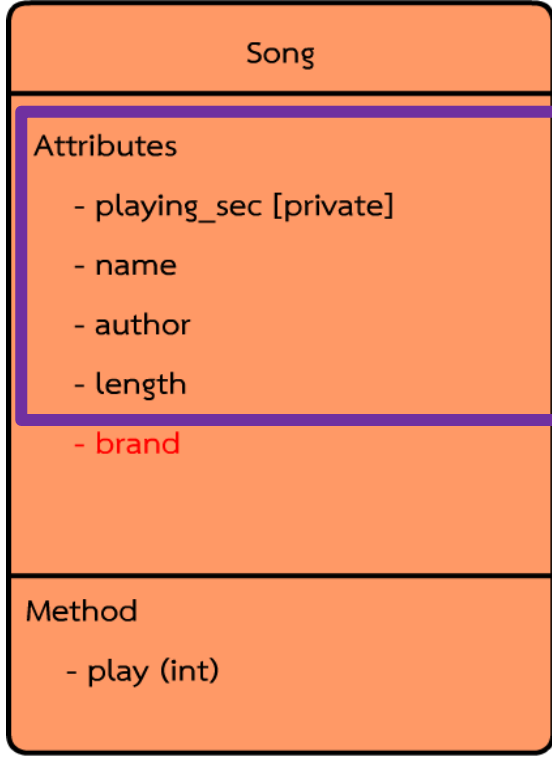 Song
Attributes
- playing_sec [private]
- name
- author
- length
- brand
Method
- play (int)